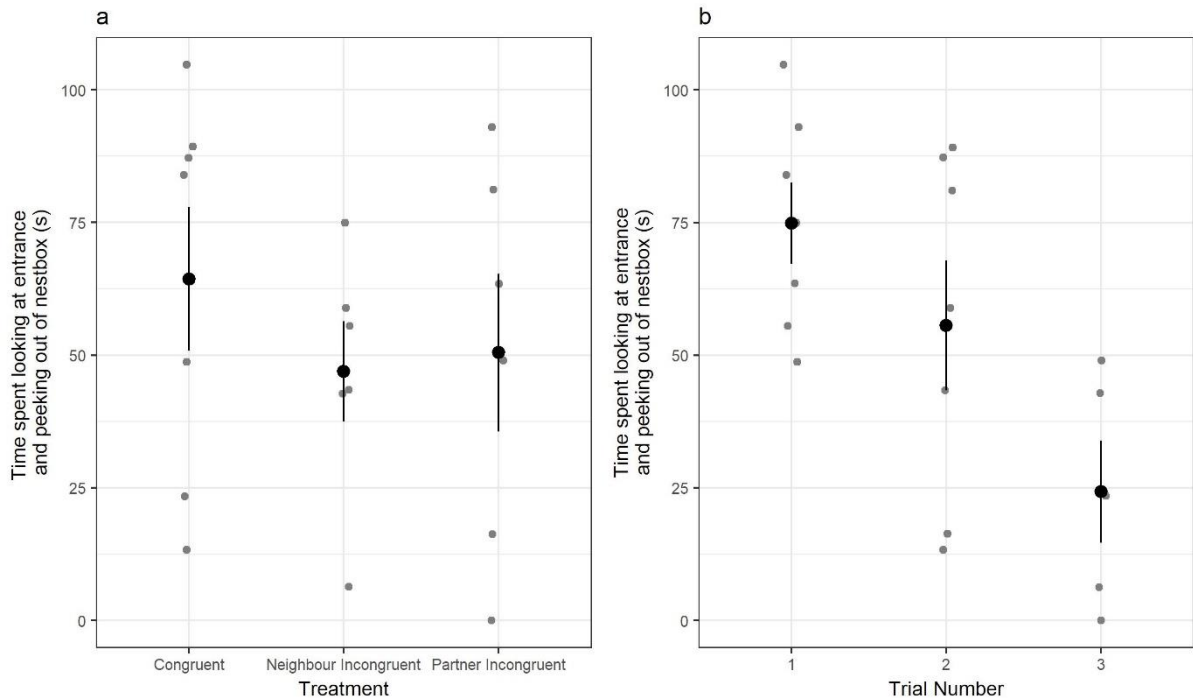 a
Time spent looking at entrance
and peeking out of nestbox (s)
100
75
50
25
0
Congruent
Neighbour Incongruent
Partner Incongruent
Treatment
b
Time spent looking at entrance
and peeking out of nestbox (s)
100
75
50
25
0
1
2
3
Trial Number